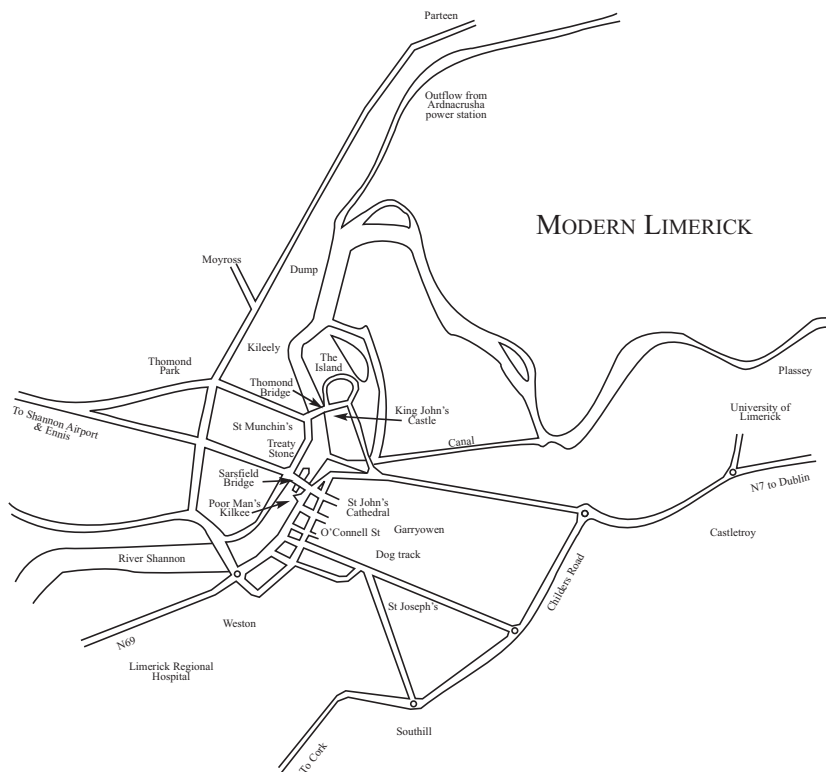 Parteen
Outflow from
Ardnacrusha
power station
MODERN LIMERICK
Moyross
Dump
Kileely
The
Island
Thomond
Park
Thomond
Bridge
Plassey
To Shannon Airport
& Ennis
St Munchin's
King John's
Castle
University of
Limerick
Treaty
Stone
Canal
Sarsfield
Bridge
N7 to Dublin
Poor Man's
Kilkee
St John's
Cathedral
Garryowen
Castletroy
O'Connell St
River Shannon
Dog track
Childers Road
St Joseph's
Weston
N69
Limerick Regional
Hospital
Southill
To Cork